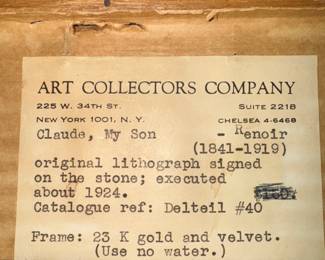 ART COLLECTORS COMPANY
225 W. 34TH ST. SUITE 2218
NEW YORK 1001, N. Y. CHELSEA 4-6468
Claude, My Son - Renoir
(1841-1919)
original lithograph signed
on the stone; executed
about 1924.
Catalogue ref: Delteil #40
Frame: 23 K gold and velvet.
(Use no water.)